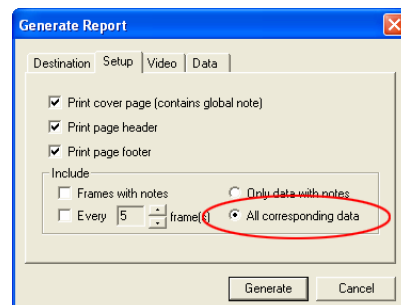 Generate Report
Destination Setup Video Data
Print cover page (contains global note)
Print page header
Print page footer
Include
Frames with notes Only data with notes
Every 5 frame(s) All corresponding data
Generate Cancel